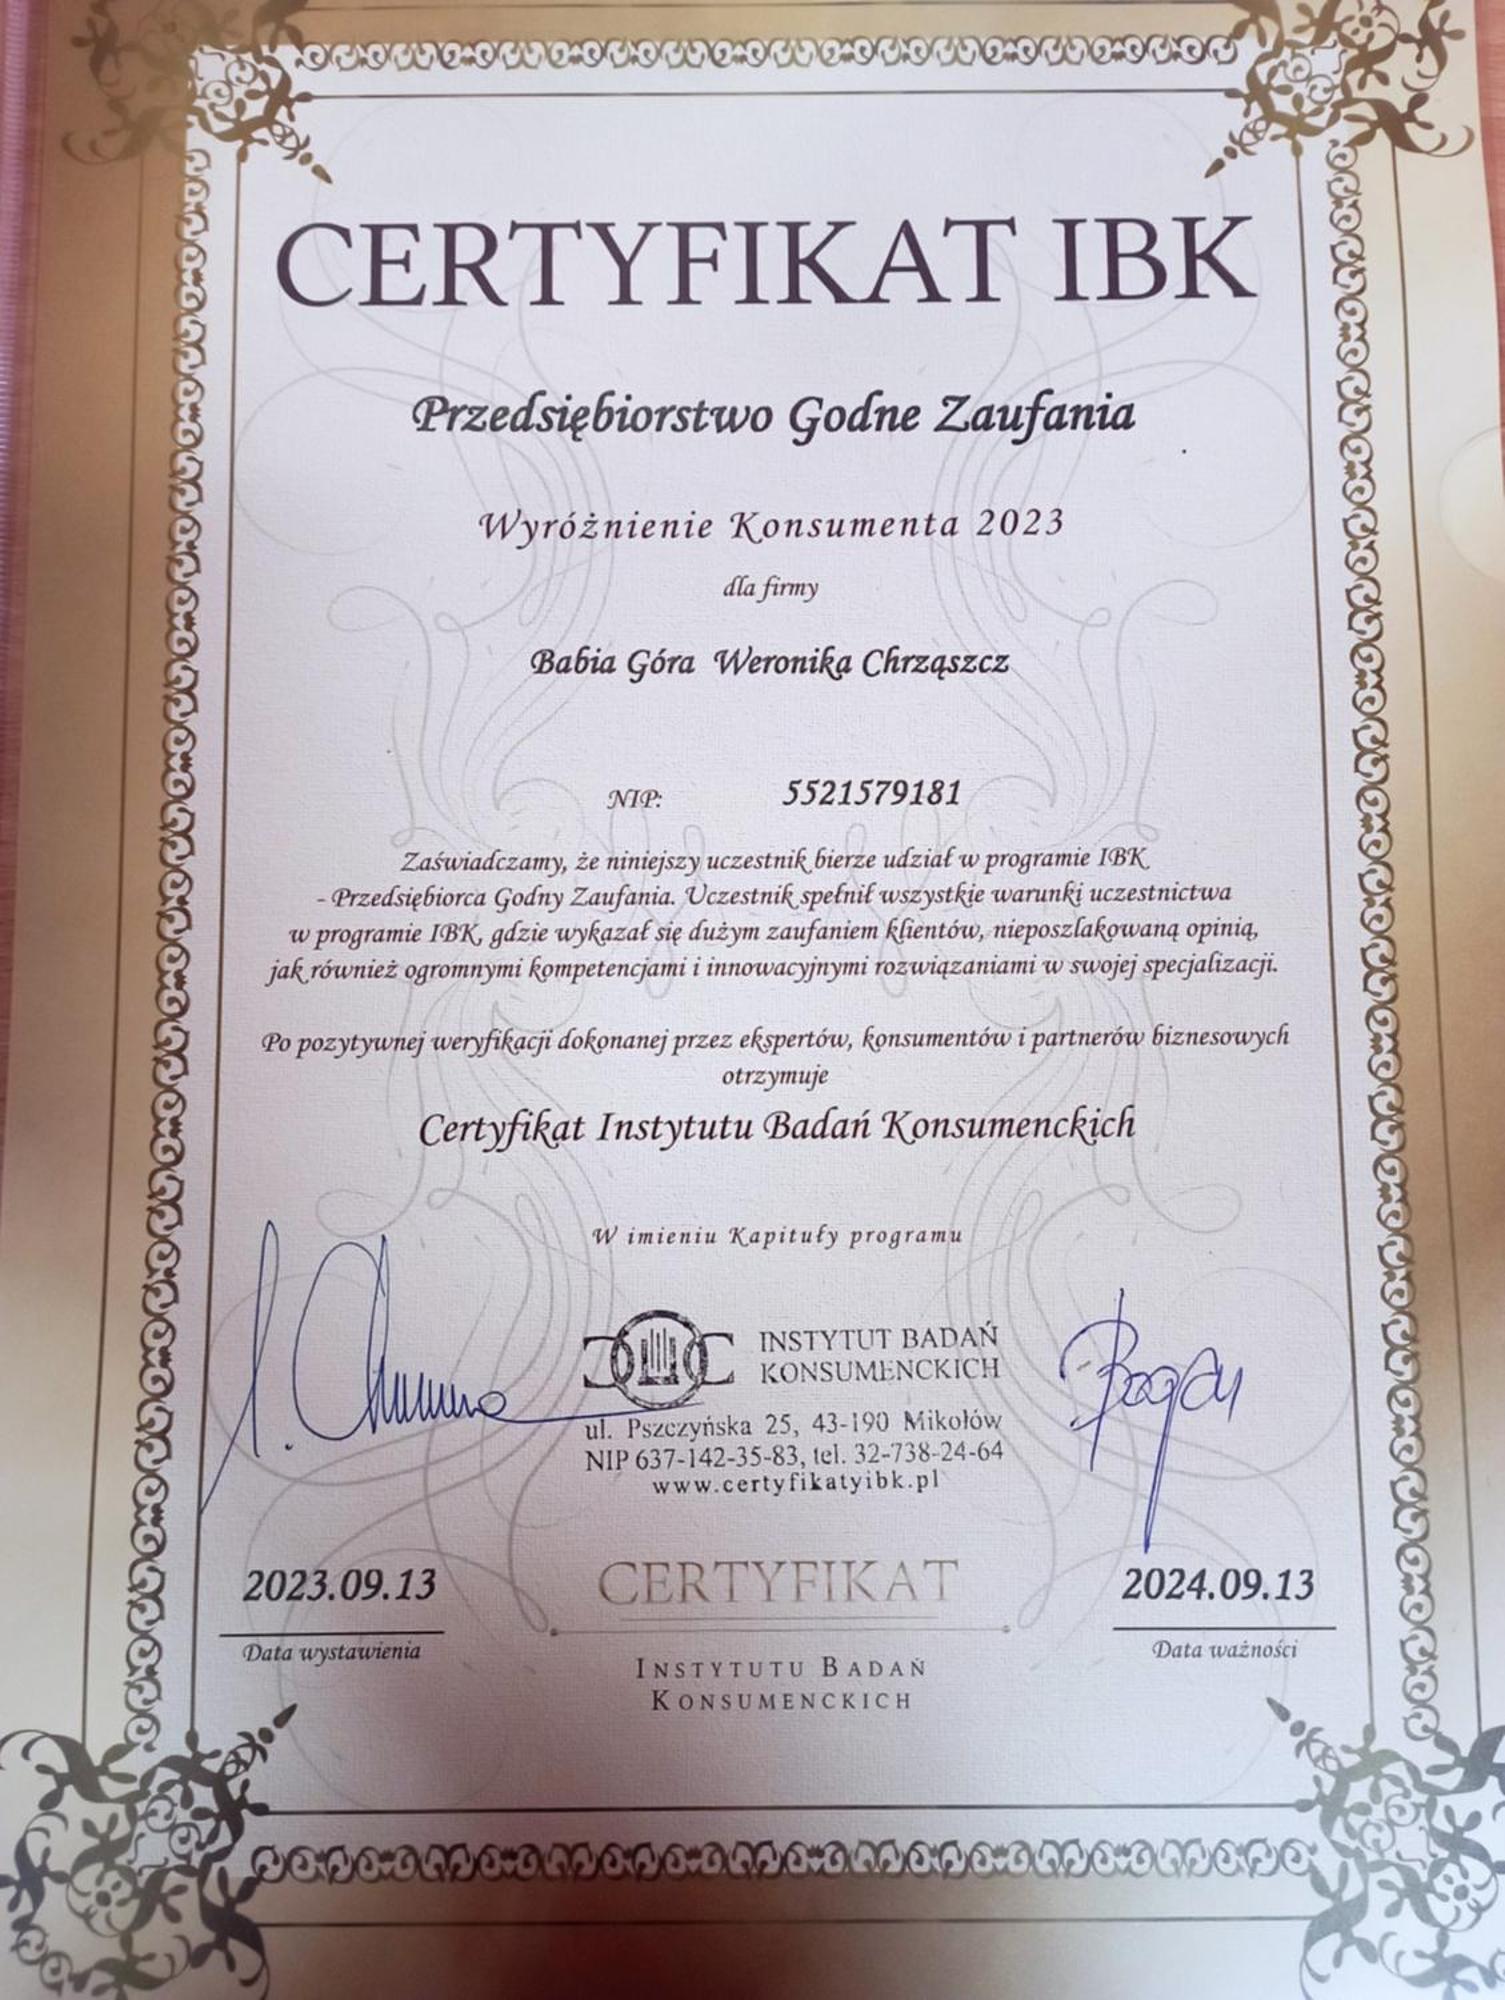 CERTYFIKAT IBK
Przedsiębiorstwo Godne Zaufania
Wyróżnienie Konsumenta 2023
dla firmy
Babia Góra Weronika Chrząszcz
NIP: 5521579181
Zaświadczamy, że niniejszy uczestnik bierze udział w programie IBK
- Przedsiębiorca Godny Zaufania. Uczestnik spełnił wszystkie warunki uczestnictwa
w programie IBK, gdzie wykazał się dużym zaufaniem klientów, nieposzlakowaną opinią,
jak również ogromnymi kompetencjami i innowacyjnymi rozwiązaniami w swojej specjalizacji.
Po pozytywnej weryfikacji dokonanej przez ekspertów, konsumentów i partnerów biznesowych
otrzymuje
Certyfikat Instytutu Badań Konsumenckich
W imieniu Kapituły programu
INSTYTUT BADAŃ
KONSUMENCKICH
ul. Pszczyńska 25, 43-190 Mikołów
NIP 637-142-35-83, tel. 32-738-24-64
www.certyfikatyibk.pl
2023.09.13
Data wystawienia
CERTYFIKAT
INSTYTUTU BADAŃ
KONSUMENCKICH
2024.09.13
Data ważności